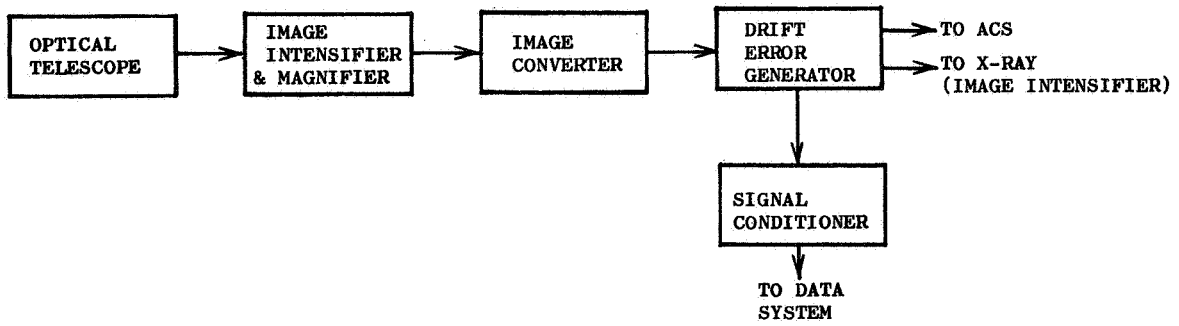 OPTICAL
TELESCOPE
IMAGE
INTENSIFIER
& MAGNIFIER
IMAGE
CONVERTER
DRIFT
ERROR
GENERATOR
TO ACS
TO X-RAY
(IMAGE INTENSIFIER)
SIGNAL
CONDITIONER
TO DATA
SYSTEM